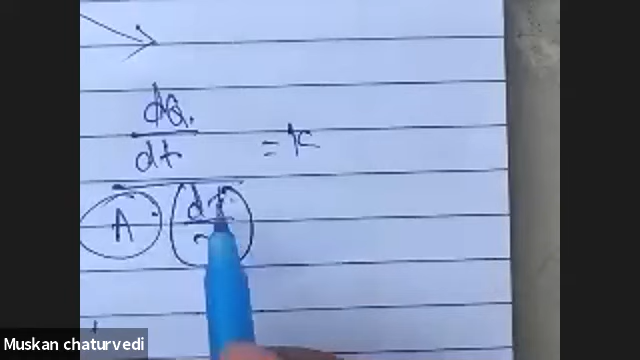 dQ.
dt
= K
A
Muskan chaturvedi